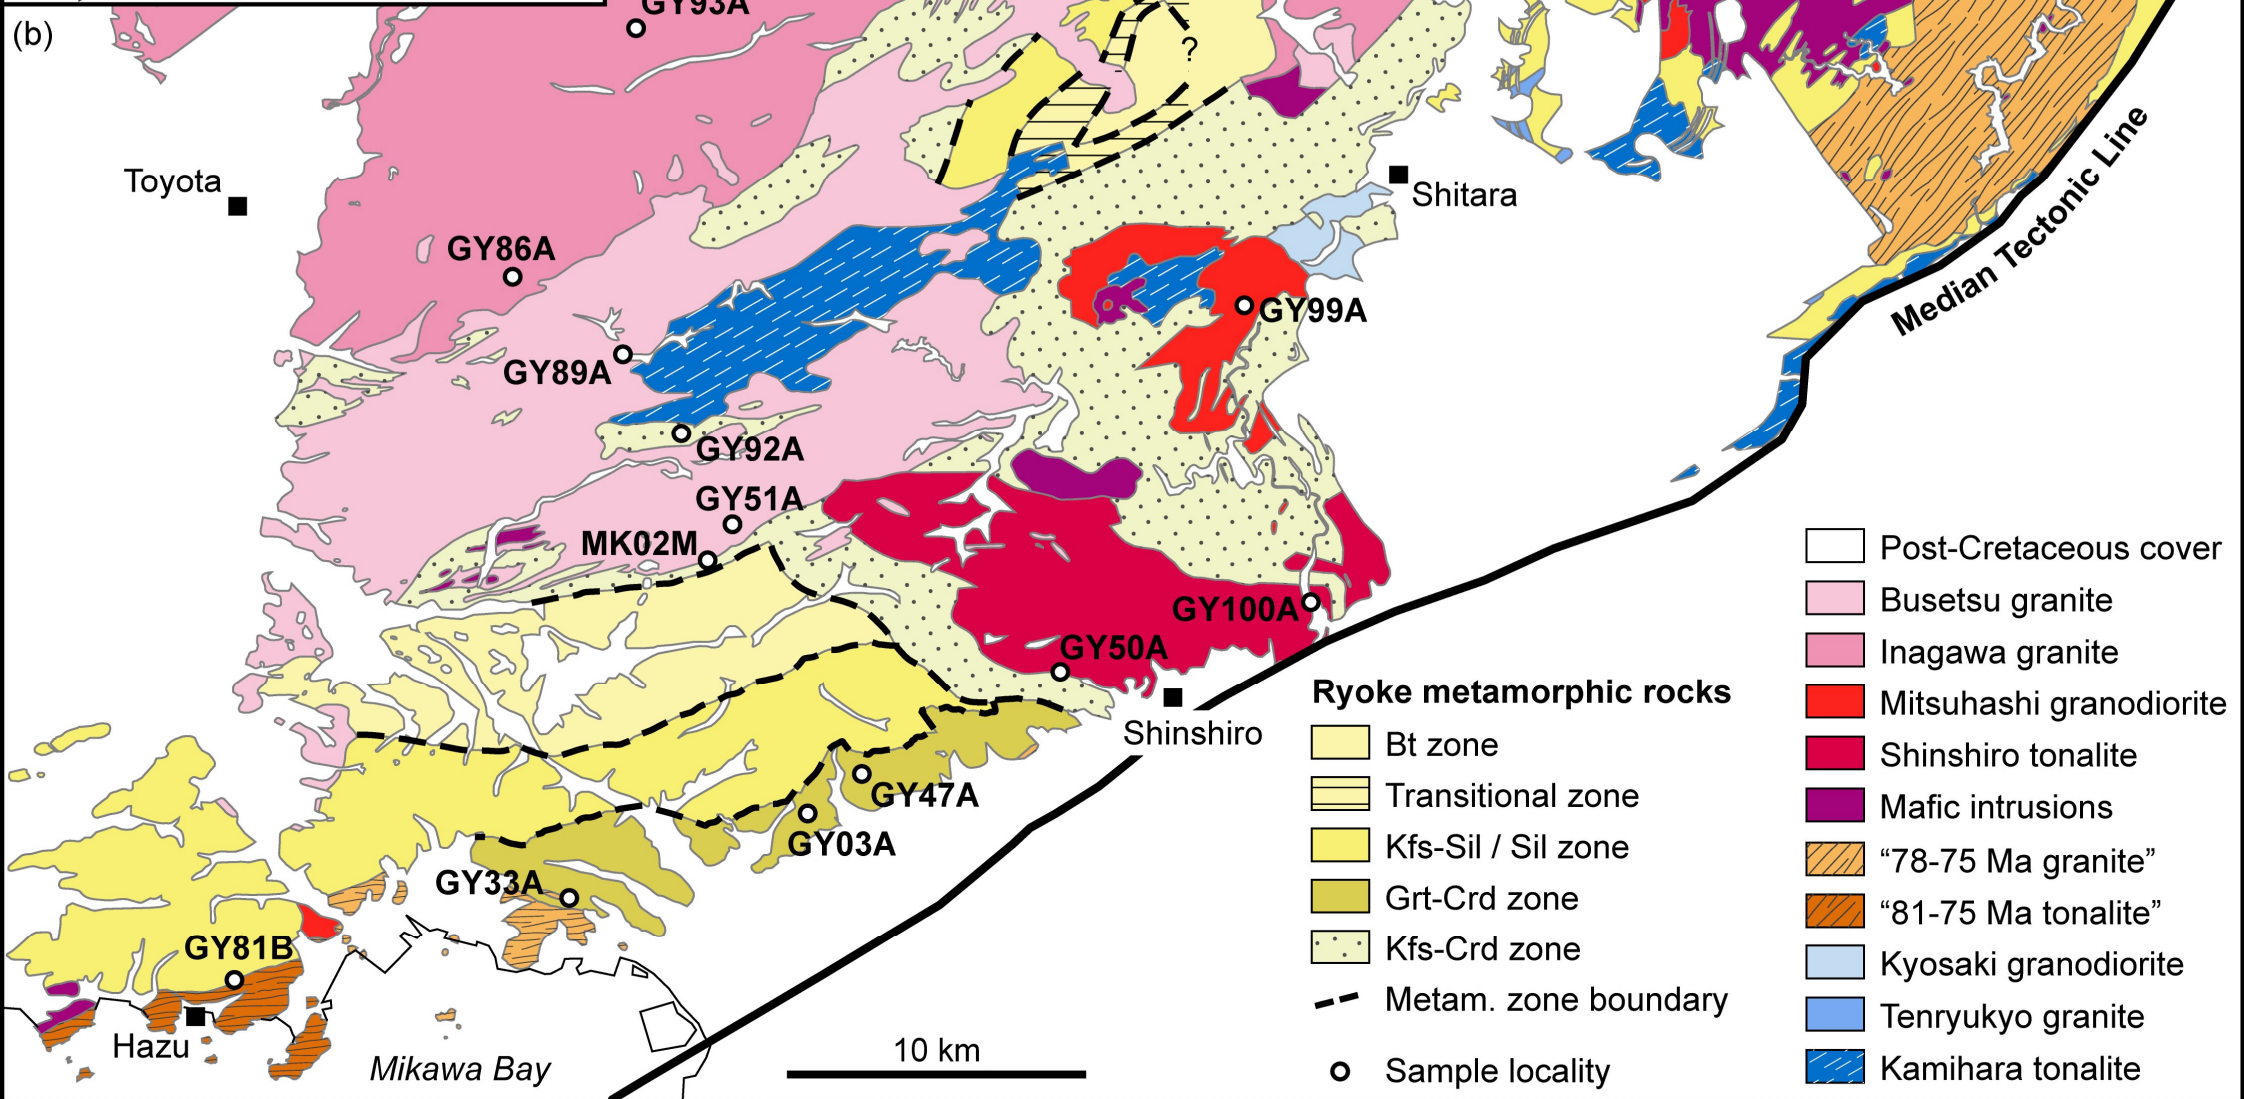 (b)
GY93A
?
Toyota
Shitara
GY86A
GY99A
Median Tectonic Line
GY89A
GY92A
GY51A
MK02M
GY100A
GY50A
Shinshiro
GY47A
GY03A
GY33A
GY81B
Hazu
Mikawa Bay
10 km
Ryoke metamorphic rocks
Bt zone
Transitional zone
Kfs-Sil / Sil zone
Grt-Crd zone
Kfs-Crd zone
Metam. zone boundary
Sample locality
Post-Cretaceous cover
Busetsu granite
Inagawa granite
Mitsuhashi granodiorite
Shinshiro tonalite
Mafic intrusions
“78-75 Ma granite”
“81-75 Ma tonalite”
Kyosaki granodiorite
Tenryukyo granite
Kamihara tonalite